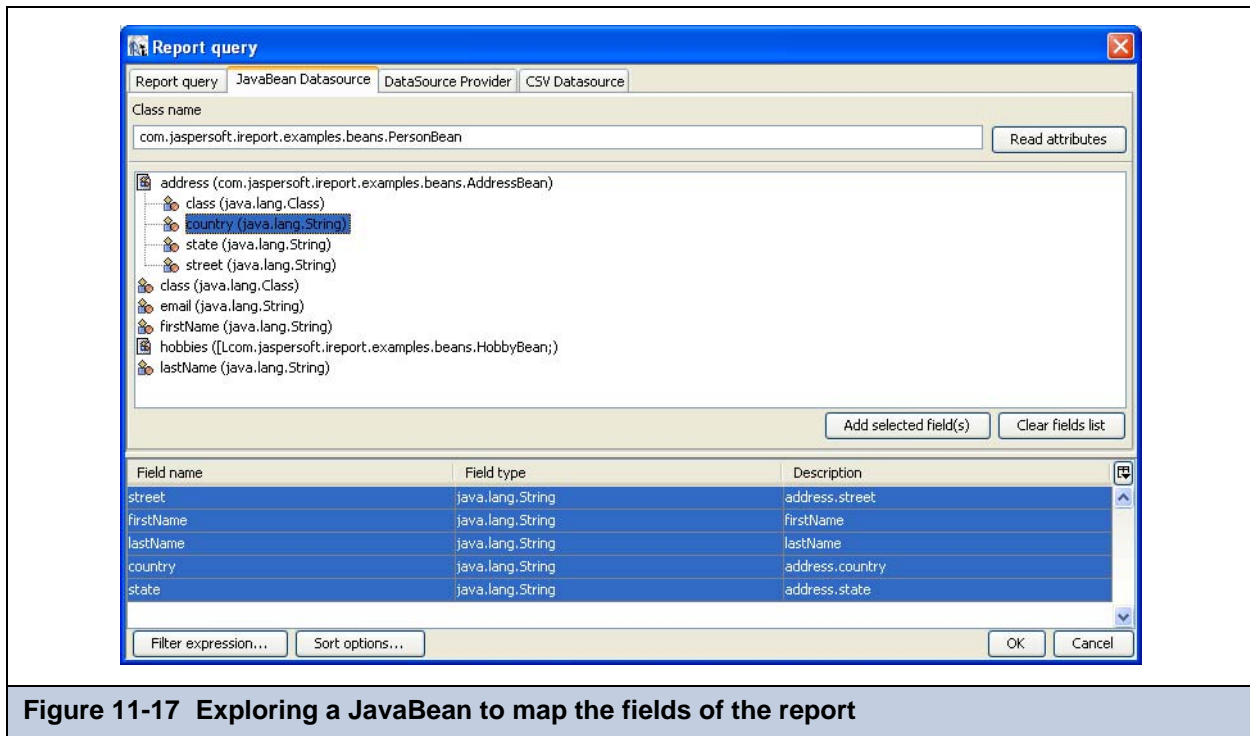 Report query
Report query JavaBean Datasource DataSource Provider CSV Datasource
Class name
com.jaspersoft.ireport.examples.beans.PersonBean Read attributes
address (com.jaspersoft.ireport.examples.beans.AddressBean)
class (java.lang.Class)
country (java.lang.String)
state (java.lang.String)
street (java.lang.String)
class (java.lang.Class)
email (java.lang.String)
firstName (java.lang.String)
hobbies ([Lcom.jaspersoft.ireport.examples.beans.HobbyBean;)
lastName (java.lang.String)
Add selected field(s) Clear fields list
Field name Field type Description
street java.lang.String address.street
firstName java.lang.String firstName
lastName java.lang.String lastName
country java.lang.String address.country
state java.lang.String address.state
Filter expression... Sort options... OK Cancel
Figure 11-17 Exploring a JavaBean to map the fields of the report